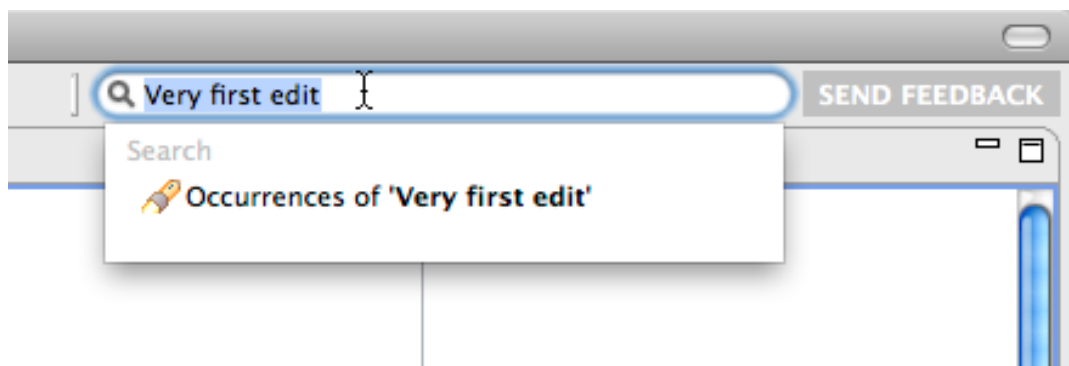 Very first edit
SEND FEEDBACK
Search
Occurrences of 'Very first edit'